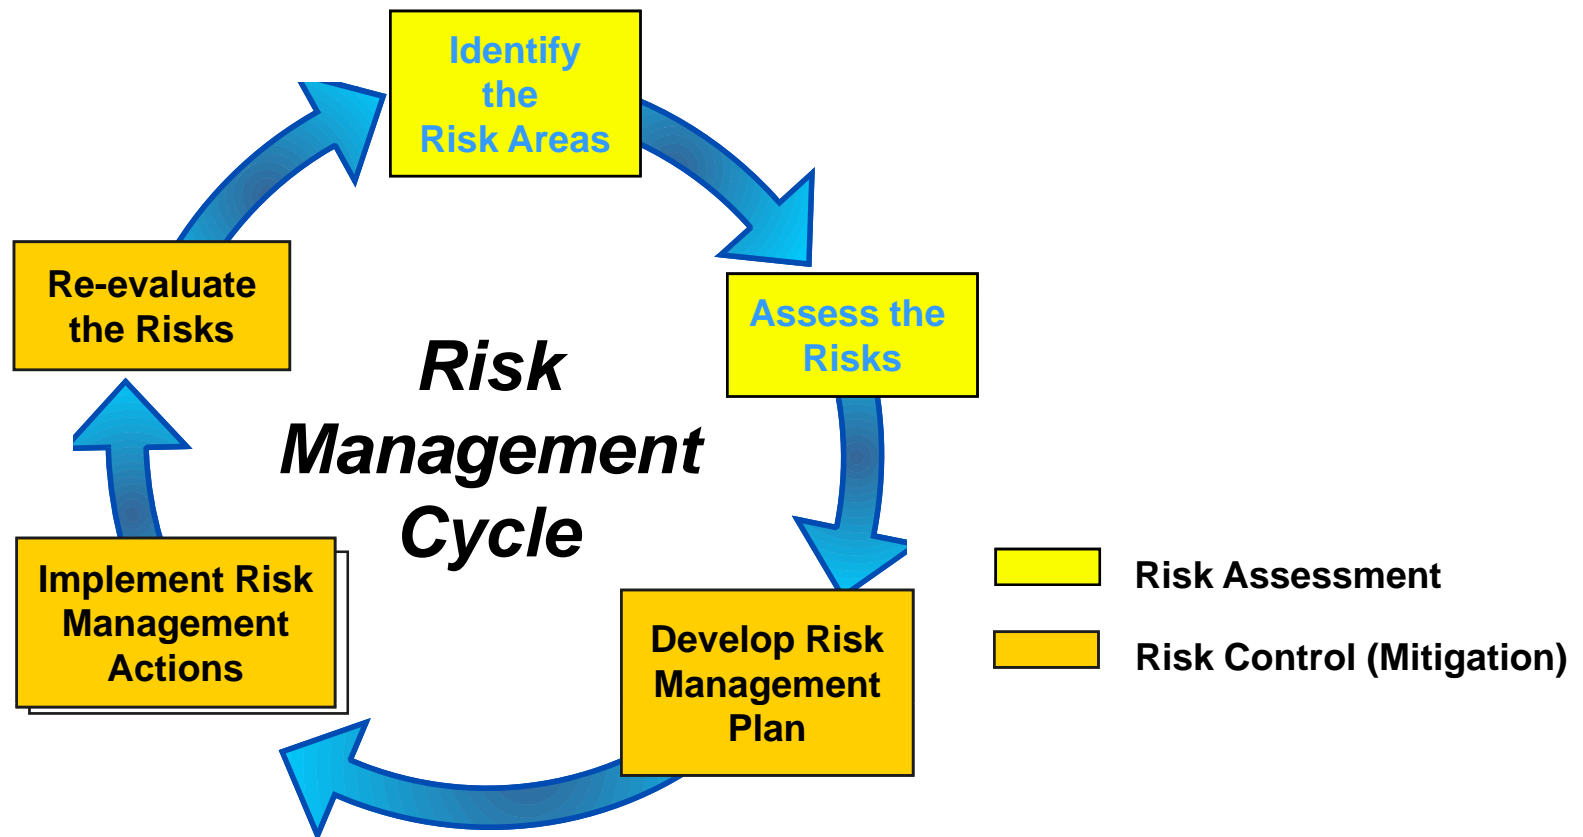 Identify
the
Risk Areas
Assess the
Risks
Develop Risk
Management
Plan
Implement Risk
Management
Actions
Re-evaluate
the Risks
Risk
Management
Cycle
Risk Assessment
Risk Control (Mitigation)